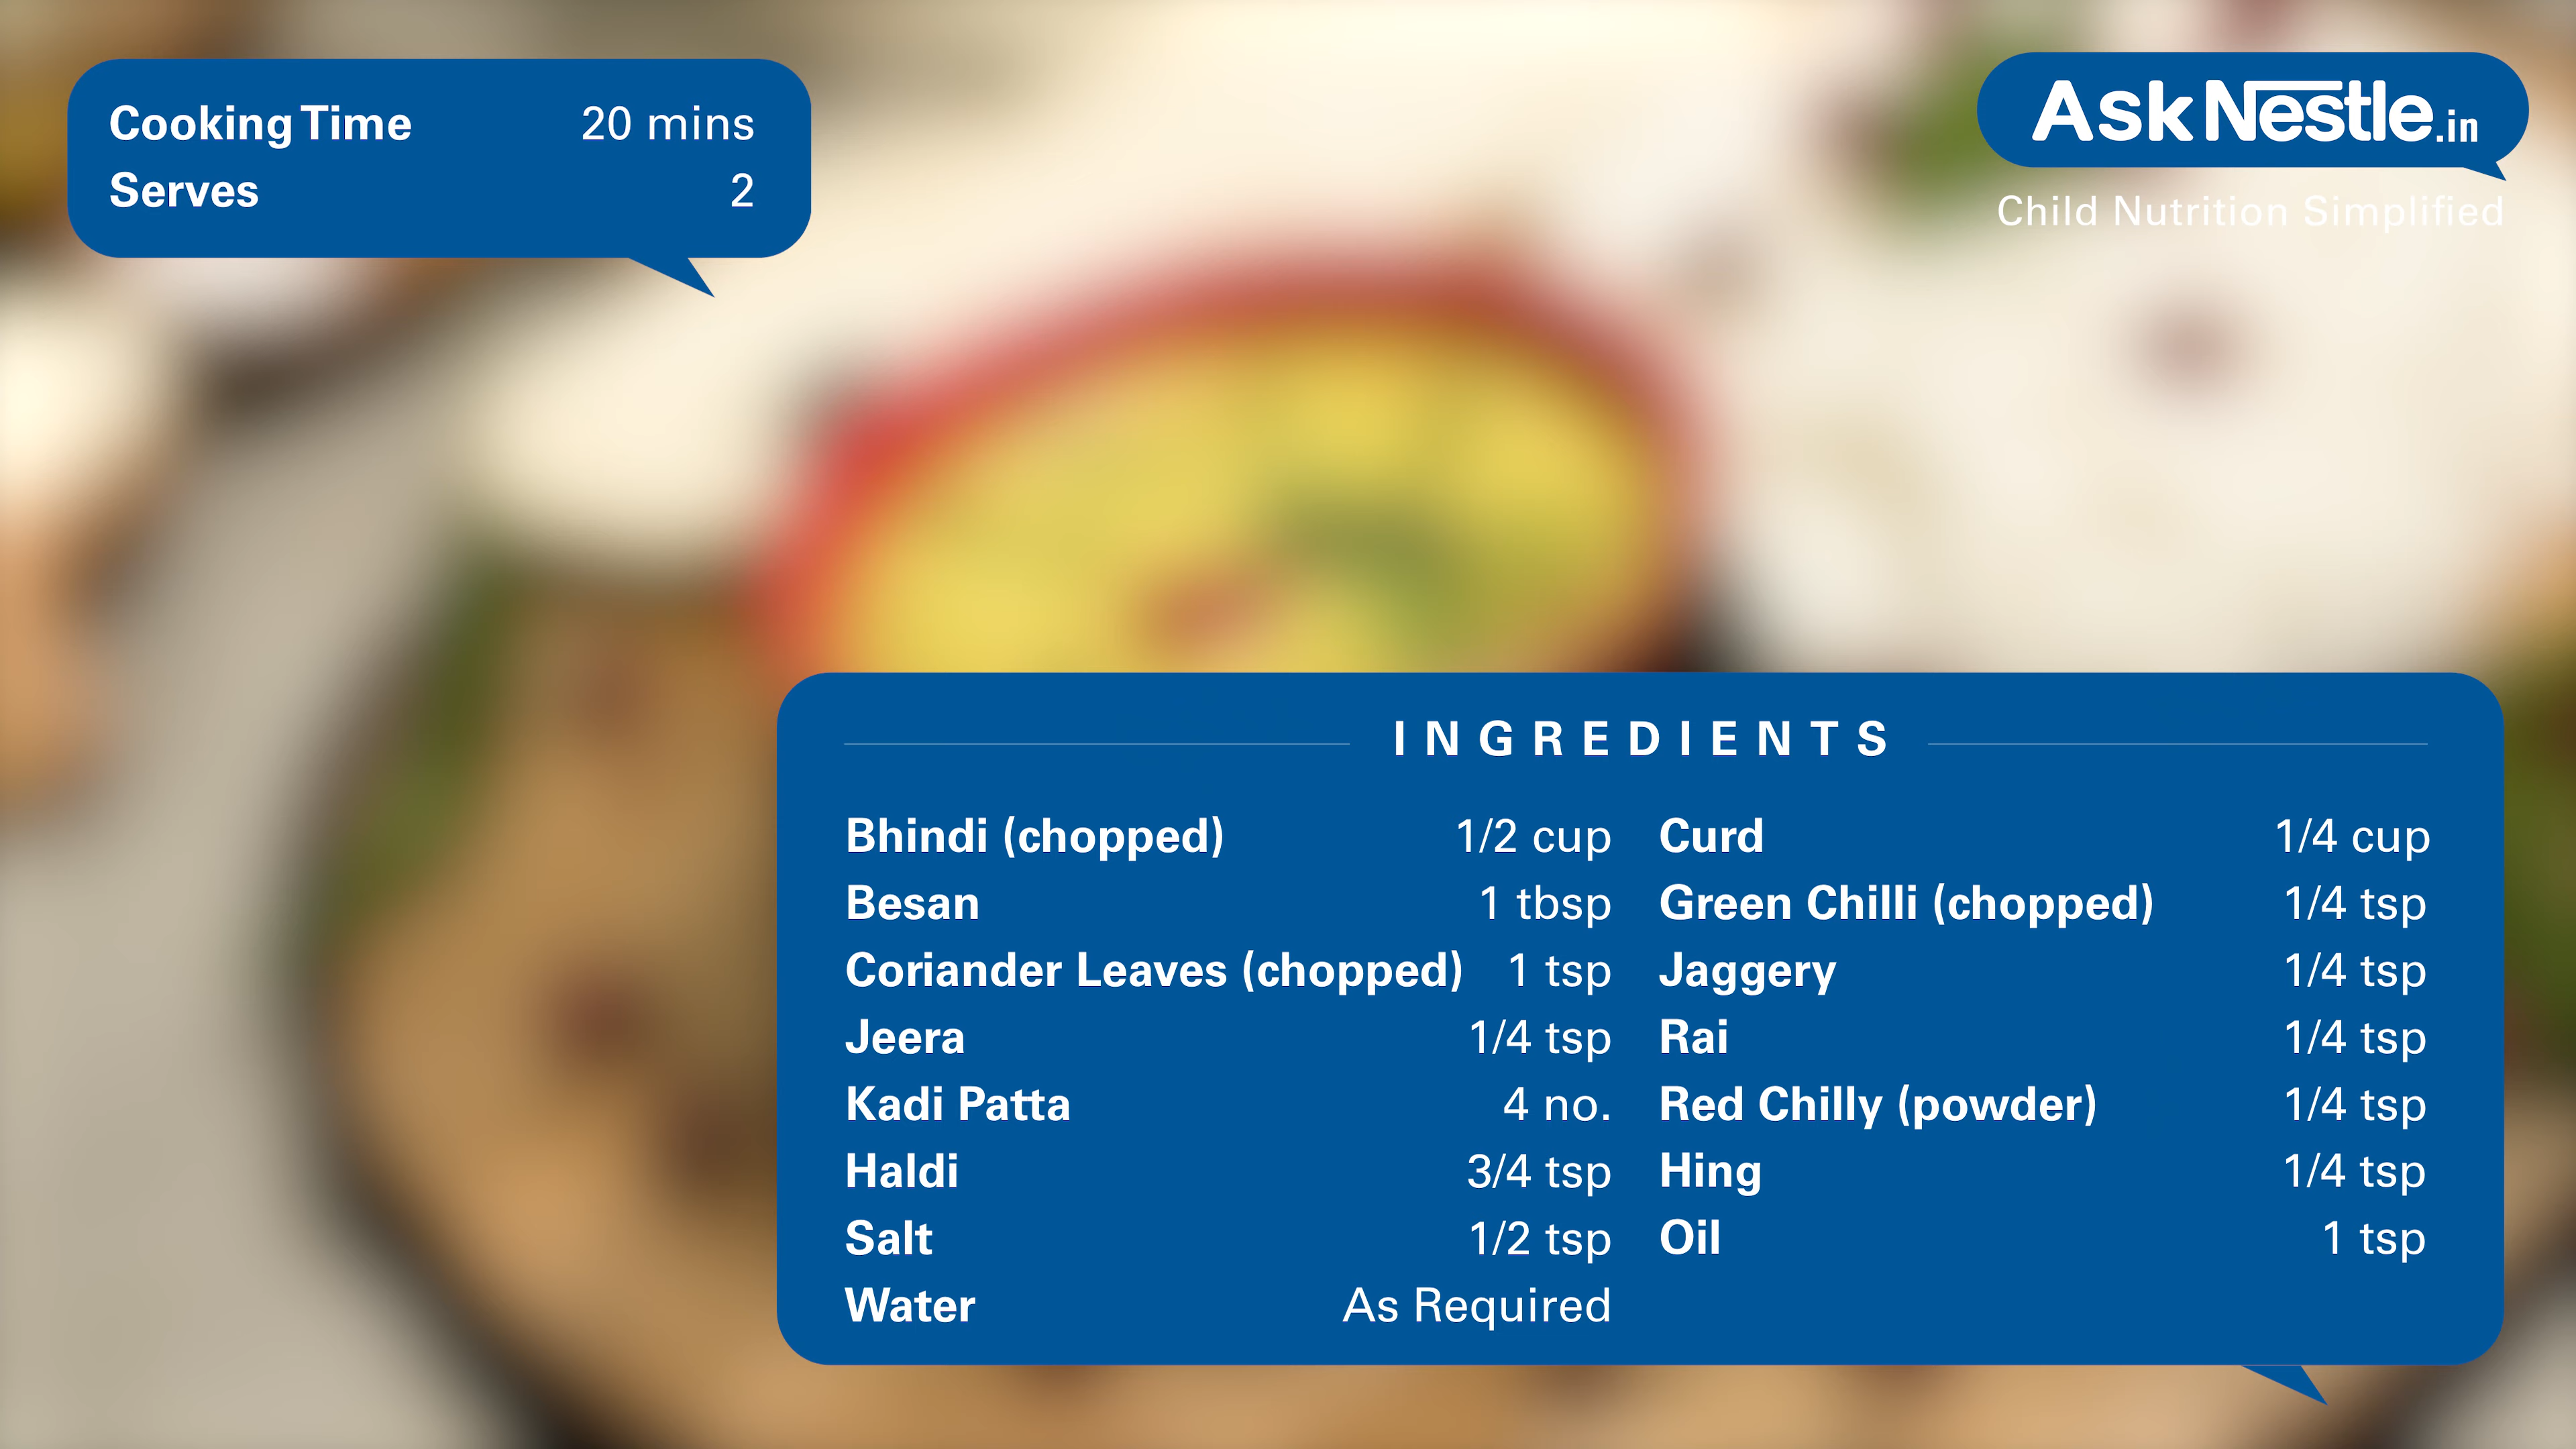 Cooking Time 20 mins
Serves 2
AskNestle.in
Child Nutrition Simplified
INGREDIENTS
Bhindi (chopped) 1/2 cup
Besan 1 tbsp
Coriander Leaves (chopped) 1 tsp
Jeera 1/4 tsp
Kadi Patta 4 no.
Haldi 3/4 tsp
Salt 1/2 tsp
Water As Required
Curd 1/4 cup
Green Chilli (chopped) 1/4 tsp
Jaggery 1/4 tsp
Rai 1/4 tsp
Red Chilly (powder) 1/4 tsp
Hing 1/4 tsp
Oil 1 tsp